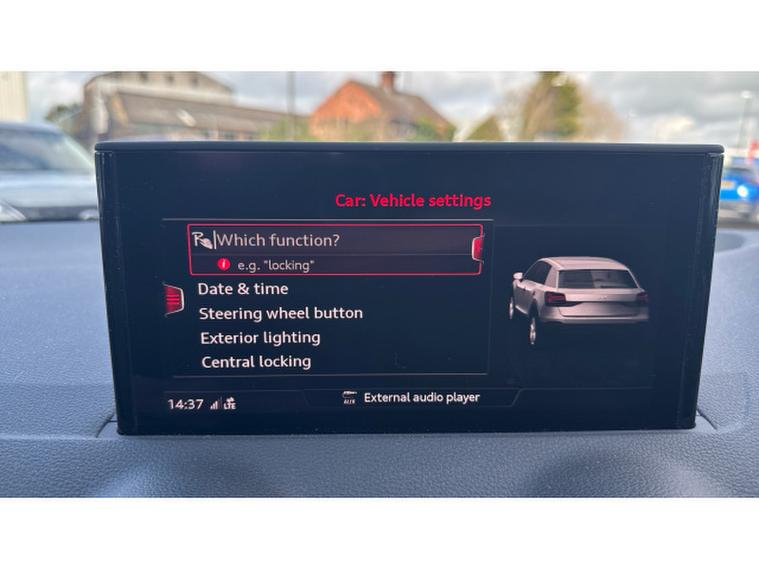 Car: Vehicle settings
Which function?
e.g. "locking"
Date & time
Steering wheel button
Exterior lighting
Central locking
14:37 LTE External audio player